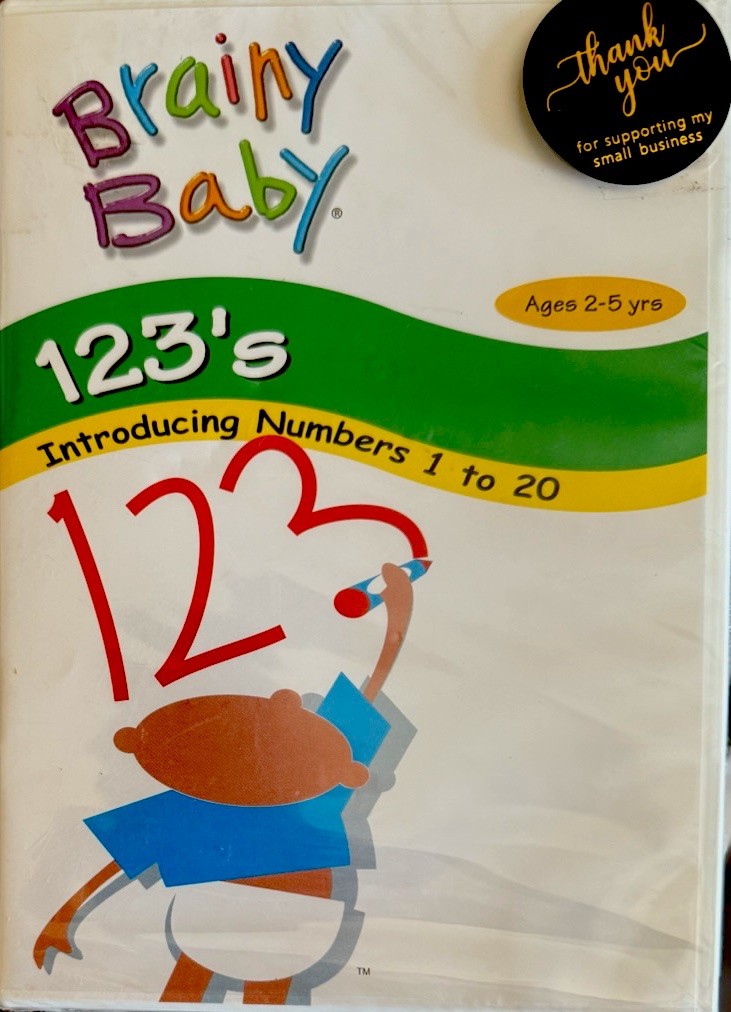 thank
you
for supporting my
small business
Brainy
Baby®
Ages 2-5 yrs
123's
Introducing Numbers 1 to 20
123
TM